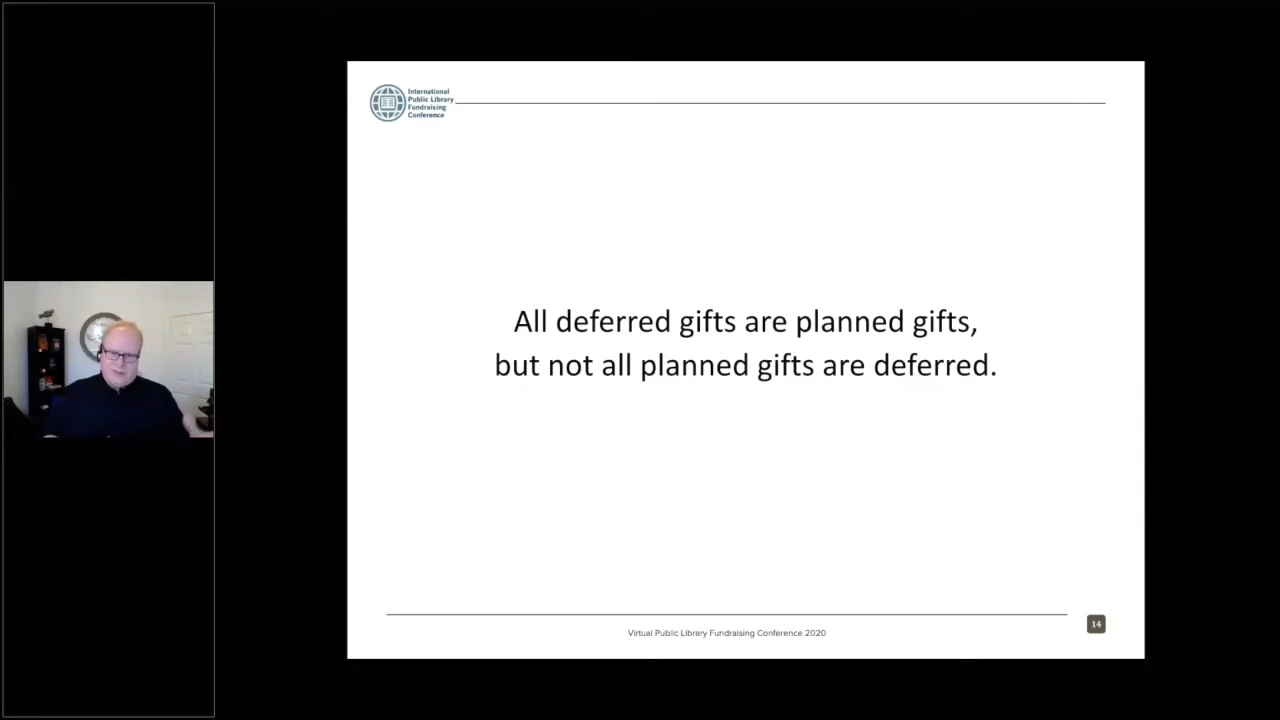 International
Public Library
Fundraising
Conference
All deferred gifts are planned gifts,
but not all planned gifts are deferred.
Virtual Public Library Fundraising Conference 2020
14